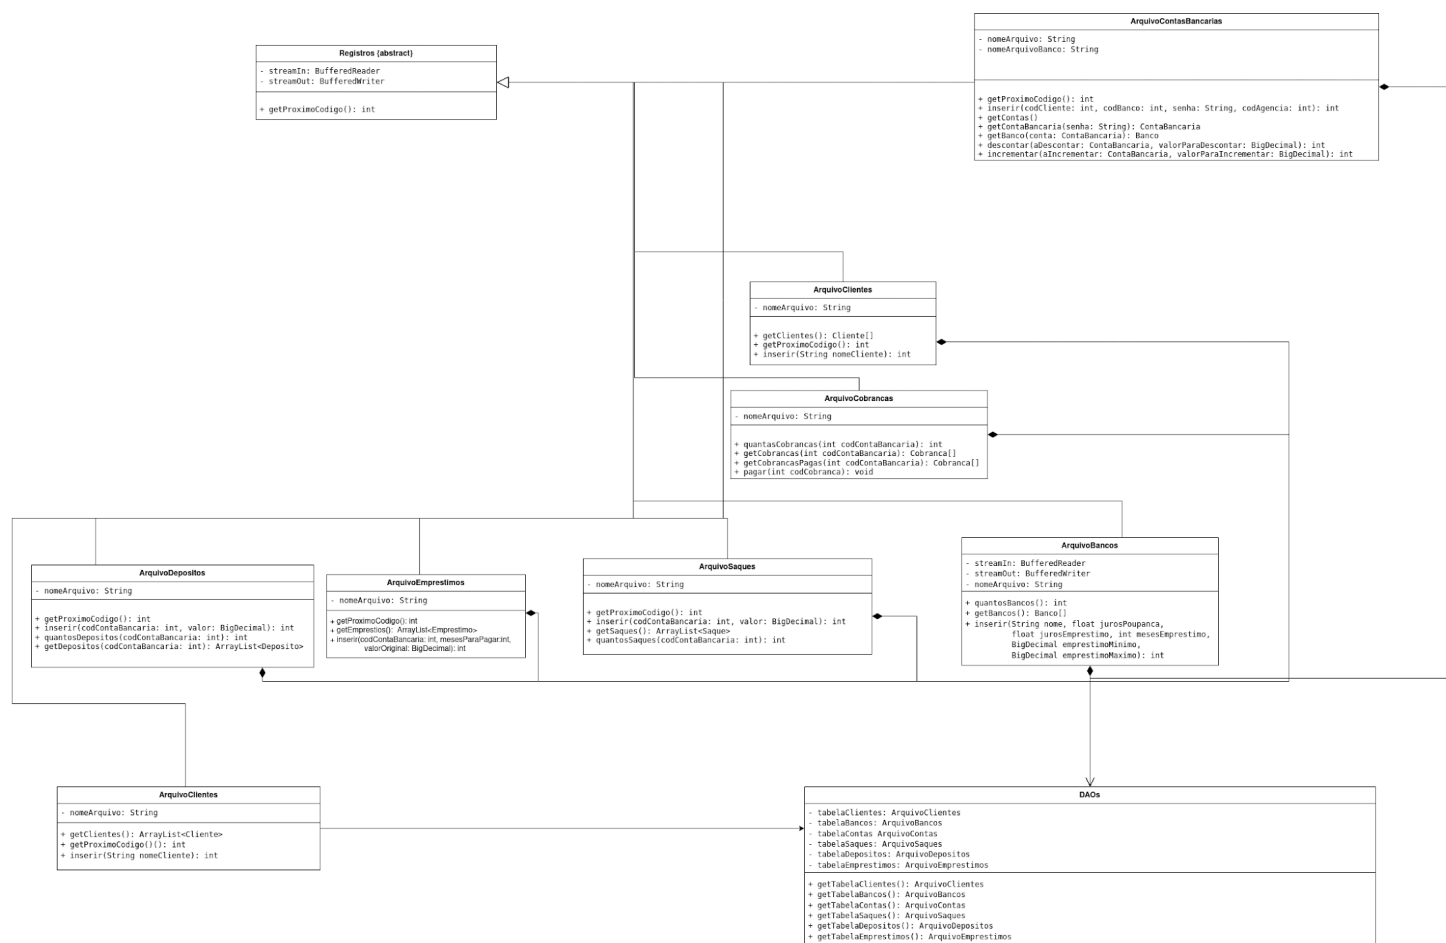 ArquivoContasBancarias
- nomeArquivo: String
- nomeArquivoBanco: String
+ getProximoCodigo(): int
+ inserir(codCliente: int, codBanco: int, senha: String, codAgencia: int): int
+ getContas()
+ getContaBancaria(senha: String): ContaBancaria
+ getBanco(conta: ContaBancaria): Banco
+ descontar(aDescontar: ContaBancaria, valorParaDescontar: BigDecimal): int
+ incrementar(aIncrementar: ContaBancaria, valorParaIncrementar: BigDecimal): int
Registros (abstract)
- streamIn: BufferedReader
- streamOut: BufferedWriter
+ getProximoCodigo(): int
ArquivoClientes
- nomeArquivo: String
+ getClientes(): Cliente[]
+ getProximoCodigo(): int
+ inserir(String nomeCliente): int
ArquivoCobrancas
- nomeArquivo: String
+ quantasCobrancas(int codContaBancaria): int
+ getCobrancas(int codContaBancaria): Cobranca[]
+ getCobrancasPagas(int codContaBancaria): Cobranca[]
+ pagar(int codCobranca): void
ArquivoDepositos
- nomeArquivo: String
+ getProximoCodigo(): int
+ inserir(codContaBancaria: int, valor: BigDecimal): int
+ quantosDepositos(codContaBancaria: int): int
+ getDepositos(codContaBancaria: int): ArrayList<Deposito>
ArquivoEmprestimos
- nomeArquivo: String
+ getProximoCodigo(): int
+ getEmprestios(): ArrayList<Emprestimo>
+ inserir(codContaBancaria: int, mesesParaPagar:int,
valorOriginal: BigDecimal): int
ArquivoSaques
- nomeArquivo: String
+ getProximoCodigo(): int
+ inserir(codContaBancaria: int, valor: BigDecimal): int
+ getSaques(): ArrayList<Saque>
+ quantosSaques(codContaBancaria: int): int
ArquivoBancos
- streamIn: BufferedReader
- streamOut: BufferedWriter
- nomeArquivo: String
+ quantosBancos(): int
+ getBancos(): Banco[]
+ inserir(String nome, float jurosPoupanca,
float jurosEmprestimo, int mesesEmprestimo,
BigDecimal emprestimoMinimo,
BigDecimal emprestimoMaximo): int
ArquivoClientes
- nomeArquivo: String
+ getClientes(): ArrayList<Cliente>
+ getProximoCodigo()(): int
+ inserir(String nomeCliente): int
DAOs
- tabelaClientes: ArquivoClientes
- tabelaBancos: ArquivoBancos
- tabelaContas ArquivoContas
- tabelaSaques: ArquivoSaques
- tabelaDepositos: ArquivoDepositos
- tabelaEmprestimos: ArquivoEmprestimos
+ getTabelaClientes(): ArquivoClientes
+ getTabelaBancos(): ArquivoBancos
+ getTabelaContas(): ArquivoContas
+ getTabelaSaques(): ArquivoSaques
+ getTabelaDepositos(): ArquivoDepositos
+ getTabelaEmprestimos(): ArquivoEmprestimos